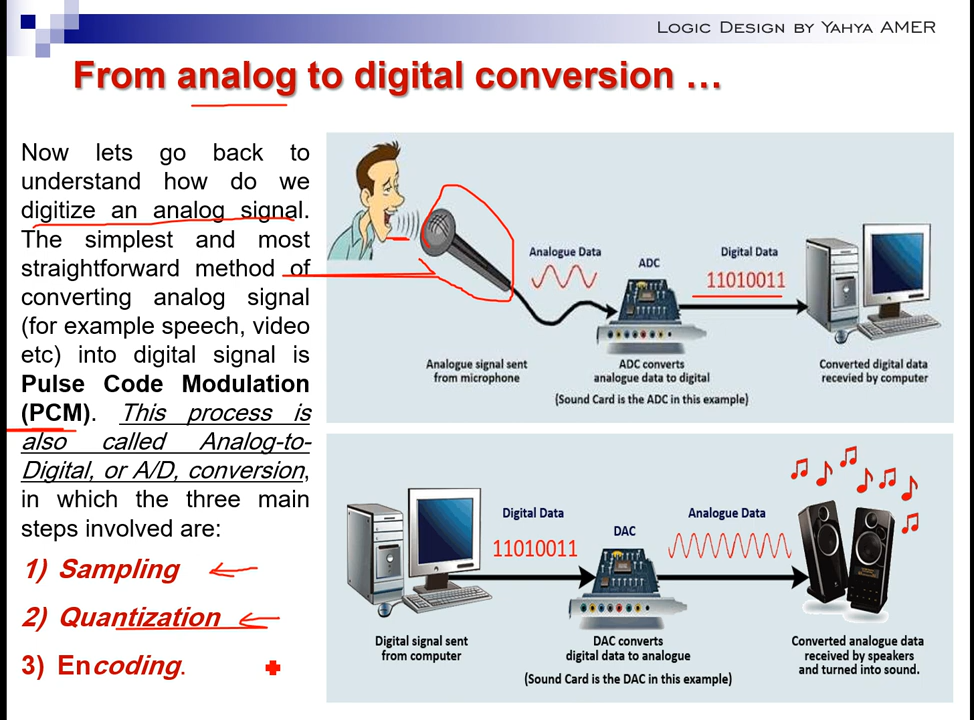 Logic Design by Yahya AMER
From analog to digital conversion ...
Now lets go back to
understand how do we
digitize an analog signal.
The simplest and most
straightforward method of
converting analog signal
(for example speech, video
etc) into digital signal is
Pulse Code Modulation
(PCM). This process is
also called Analog-to-
Digital, or A/D, conversion,
in which the three main
steps involved are:
1) Sampling
2) Quantization
3) Encoding.
Analogue Data
ADC
Digital Data
11010011
Analogue signal sent
from microphone
ADC converts
analogue data to digital
(Sound Card is the ADC in this example)
Converted digital data
recevied by computer
Digital Data
11010011
DAC
Analogue Data
Digital signal sent
from computer
DAC converts
digital data to analogue
(Sound Card is the DAC in this example)
Converted analogue data
received by speakers
and turned into sound.